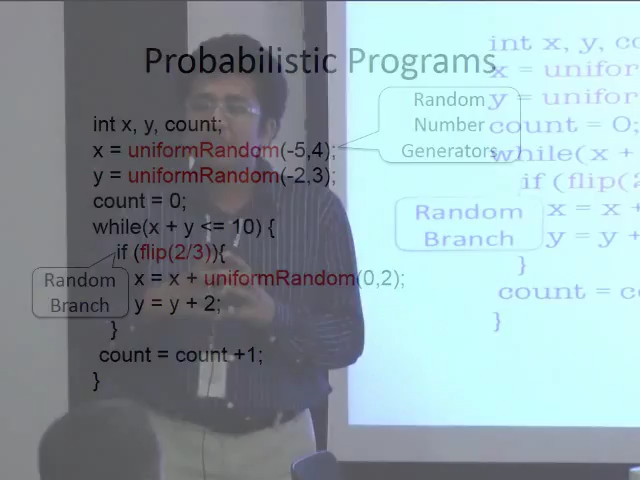 Probabilistic Programs
int x, y, count;
x = uniformRandom(-5,4);
y = uniformRandom(-2,3);
count = 0;
while(x + y <= 10) {
if (flip(2/3)){
x = x + uniformRandom(0,2);
y = y + 2;
}
count = count +1;
}
Random
Number
Generators
Random
Branch
int x, y, co
x = unifor
y = unifor
count = 0;
while(x +
if (flip(2
x = x +
y = y +
}
count = co
}
Random
Branch